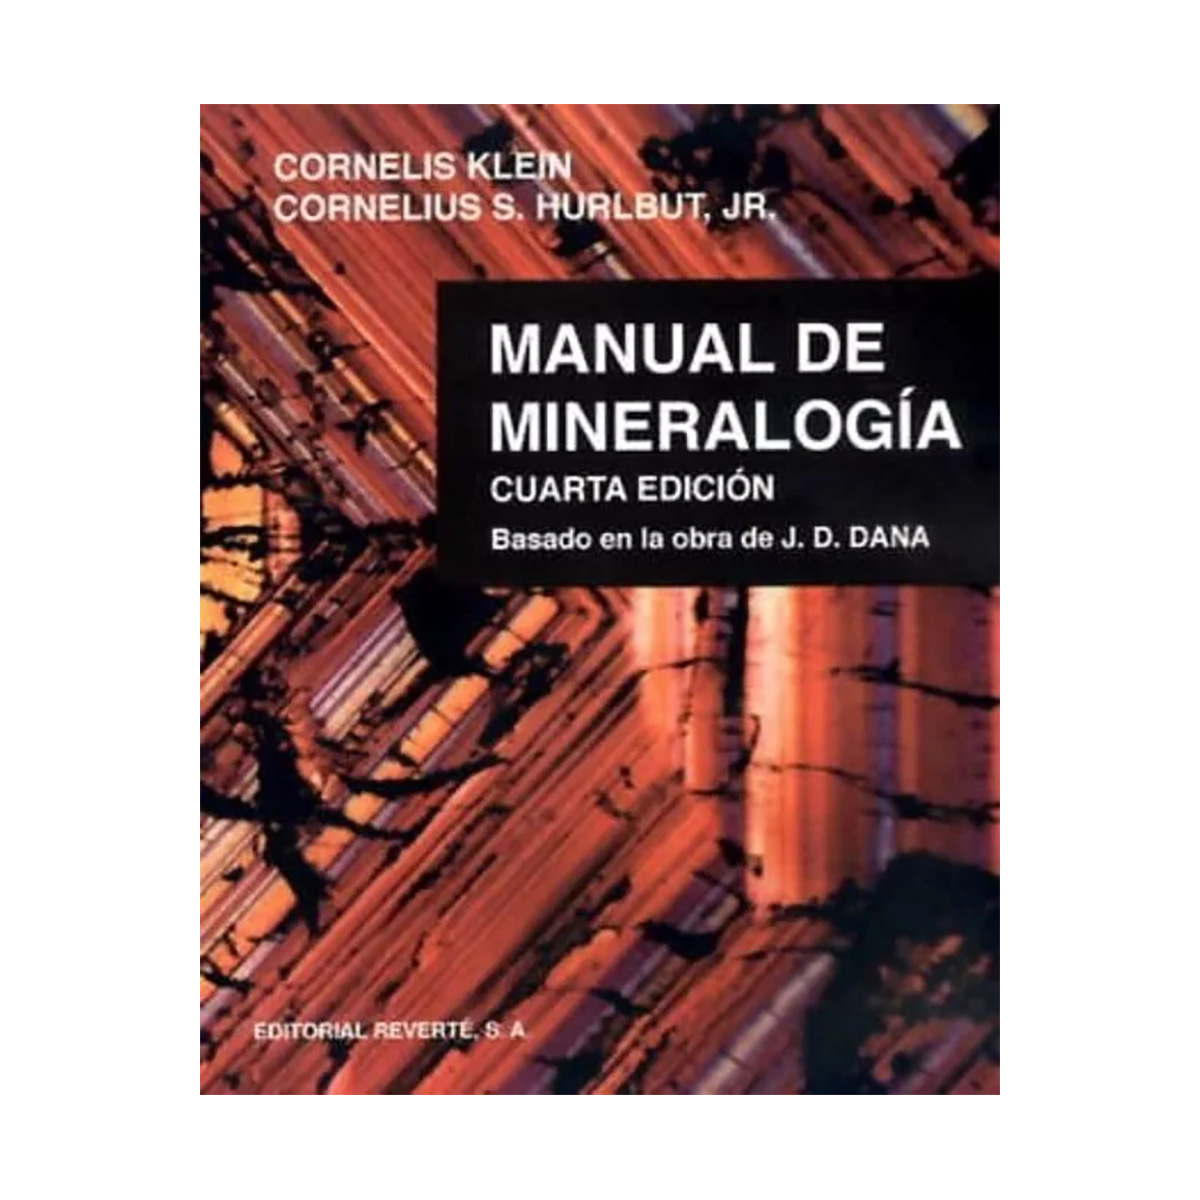 CORNELIS KLEIN
CORNELIUS S. HURLBUT, JR.
MANUAL DE
MINERALOGÍA
CUARTA EDICIÓN
Basado en la obra de J. D. DANA
EDITORIAL REVERTÉ, S. A.